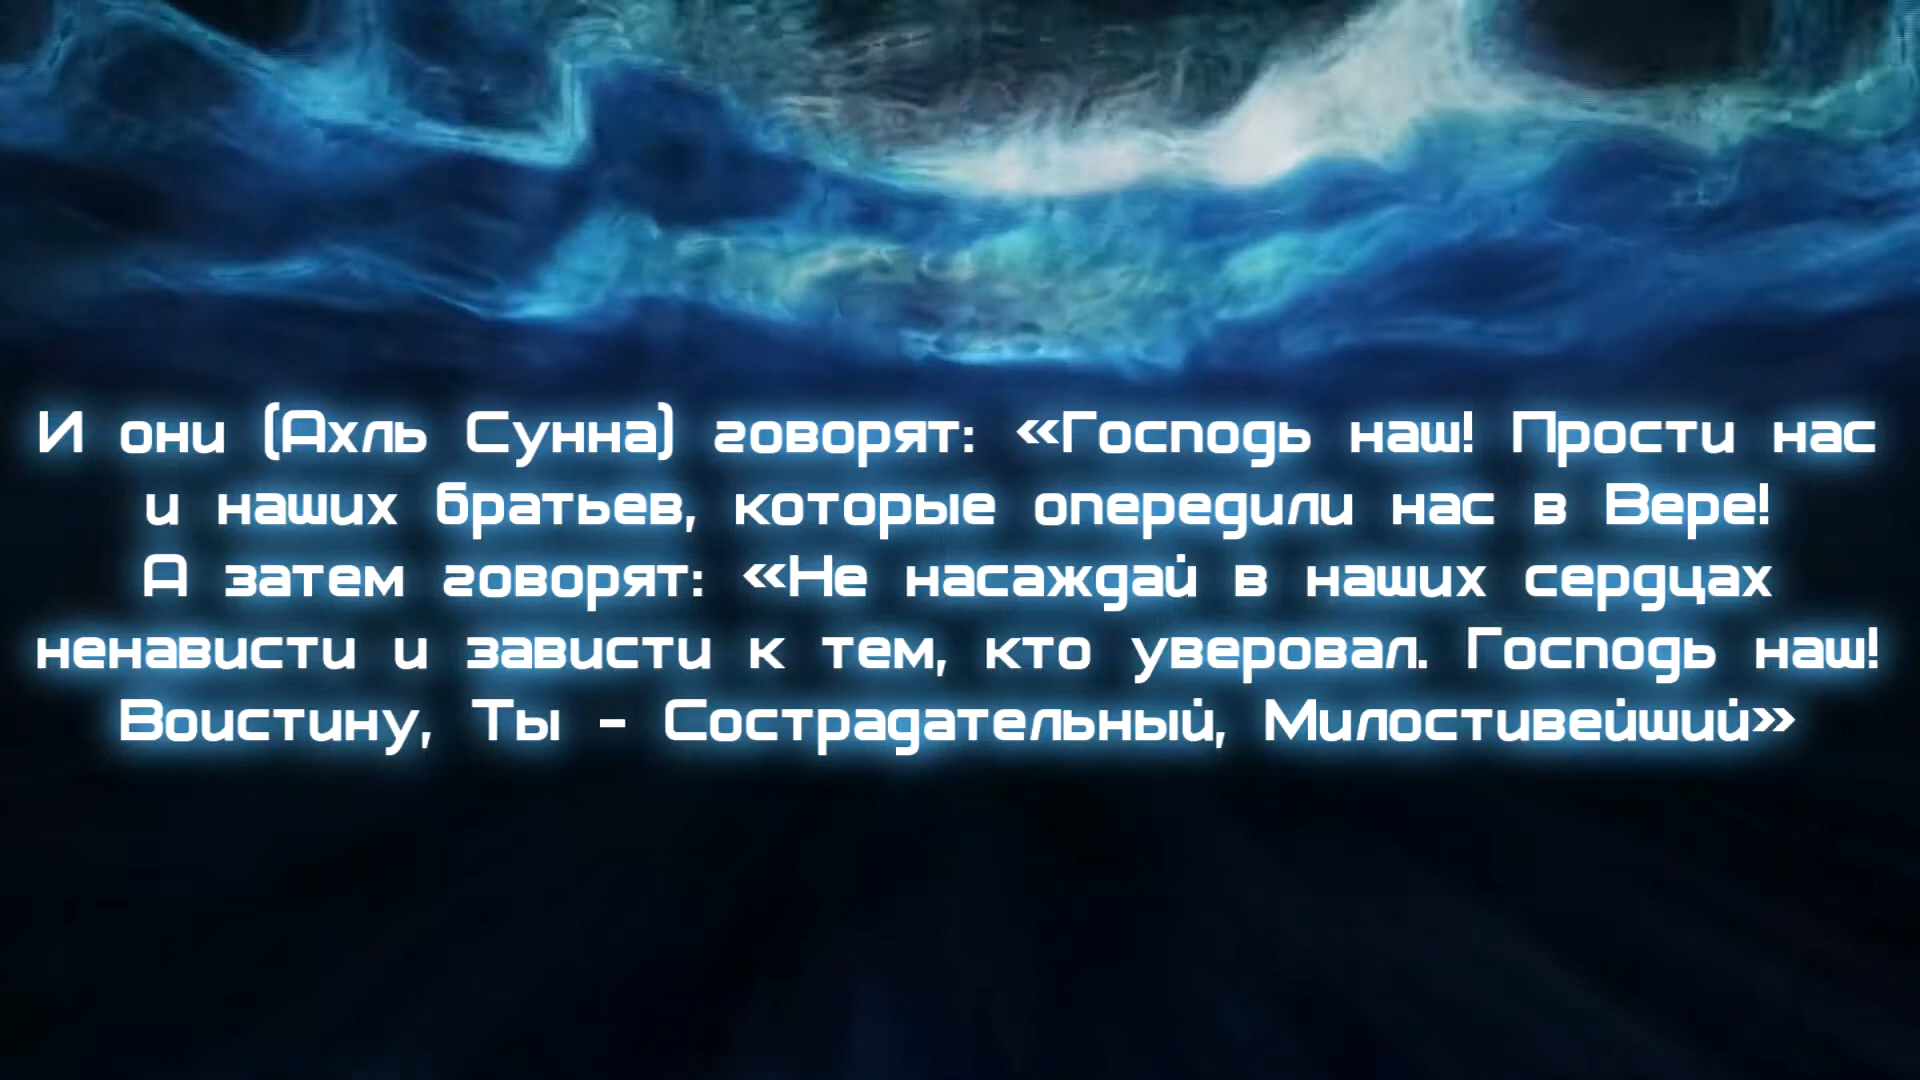 И они (Ахль Сунна) говорят: «Господь наш! Прости нас
и наших братьев, которые опередили нас в Вере!
А затем говорят: «Не насаждай в наших сердцах
ненависти и зависти к тем, кто уверовал. Господь наш!
Воистину, Ты - Сострадательный, Милостивейший»